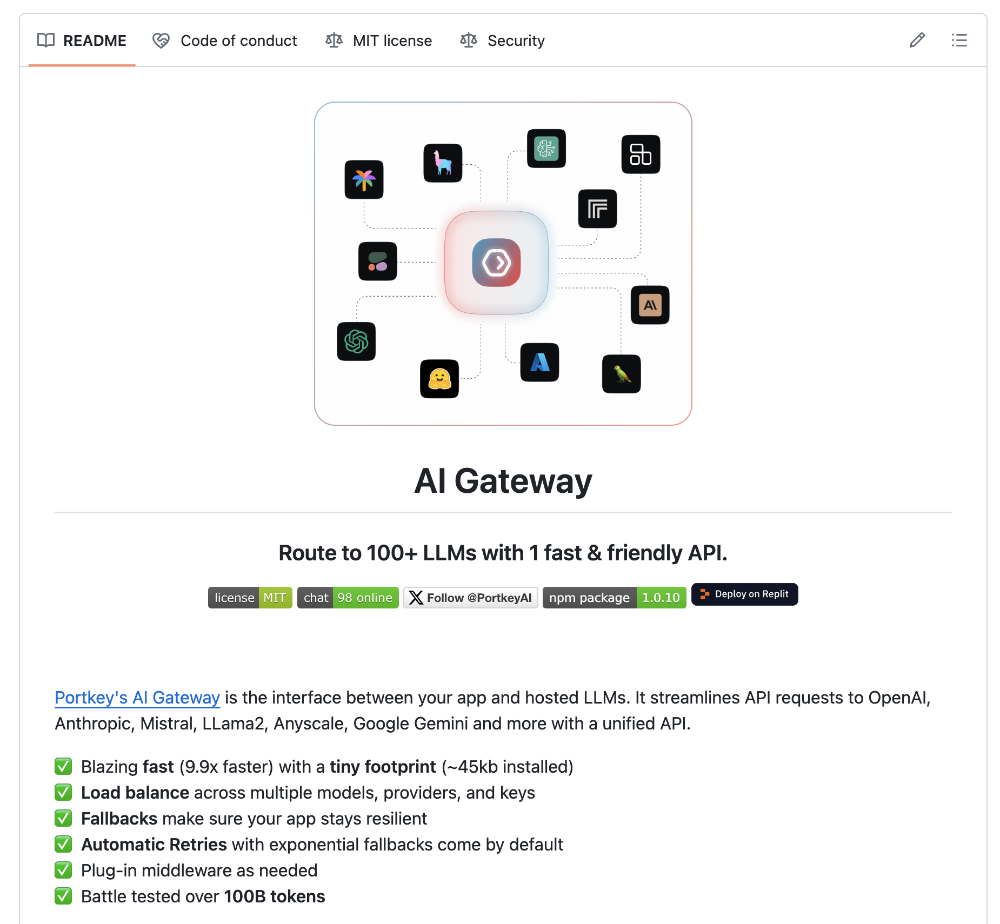 README
Code of conduct
MIT license
Security
A\
AI Gateway
Route to 100+ LLMs with 1 fast & friendly API.
license MIT
chat 98 online
X Follow @PortkeyAI
npm package 1.0.10
Deploy on Replit
Portkey's AI Gateway is the interface between your app and hosted LLMs. It streamlines API requests to OpenAI,
Anthropic, Mistral, LLama2, Anyscale, Google Gemini and more with a unified API.
✅ Blazing fast (9.9x faster) with a tiny footprint (~45kb installed)
✅ Load balance across multiple models, providers, and keys
✅ Fallbacks make sure your app stays resilient
✅ Automatic Retries with exponential fallbacks come by default
✅ Plug-in middleware as needed
✅ Battle tested over 100B tokens